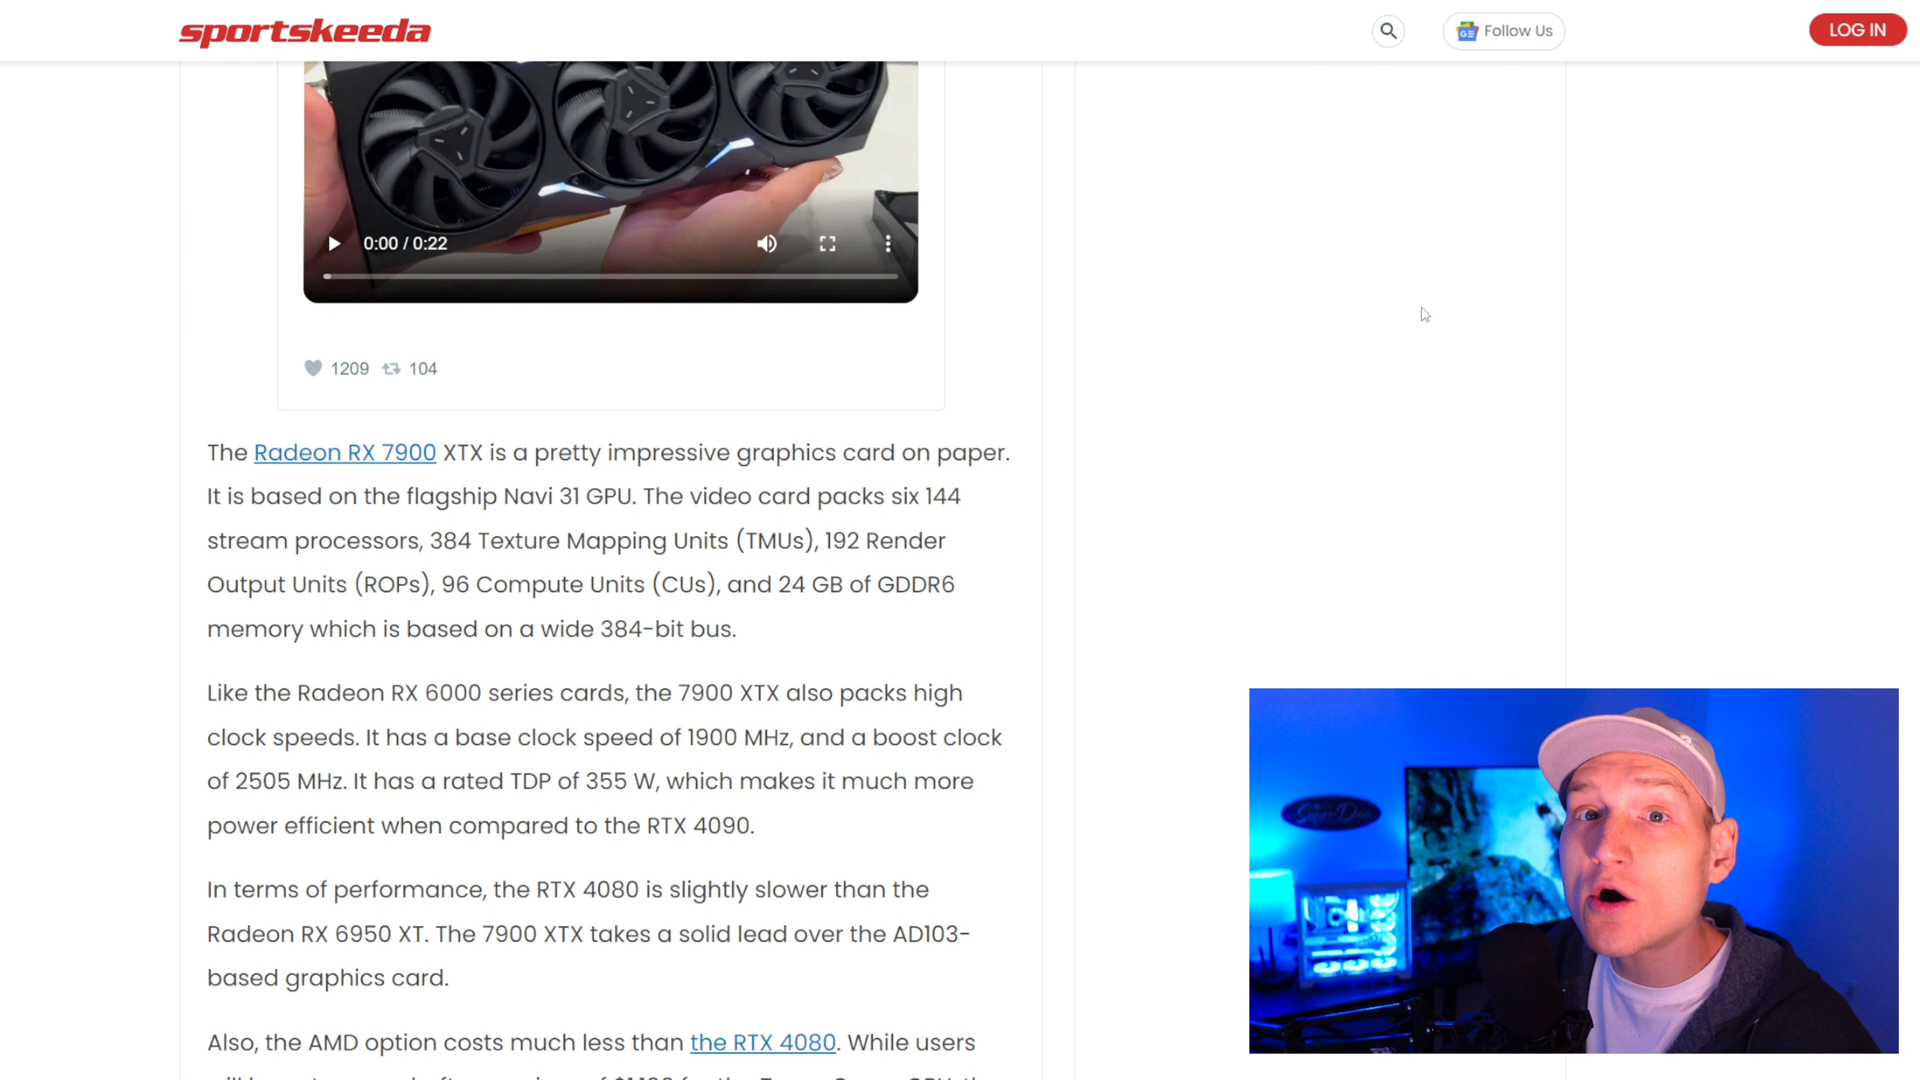 sportskeeda
Follow Us
LOG IN
0:00 / 0:22
1209 104
The Radeon RX 7900 XTX is a pretty impressive graphics card on paper.
It is based on the flagship Navi 31 GPU. The video card packs six 144
stream processors, 384 Texture Mapping Units (TMUs), 192 Render
Output Units (ROPs), 96 Compute Units (CUs), and 24 GB of GDDR6
memory which is based on a wide 384-bit bus.
Like the Radeon RX 6000 series cards, the 7900 XTX also packs high
clock speeds. It has a base clock speed of 1900 MHz, and a boost clock
of 2505 MHz. It has a rated TDP of 355 W, which makes it much more
power efficient when compared to the RTX 4090.
In terms of performance, the RTX 4080 is slightly slower than the
Radeon RX 6950 XT. The 7900 XTX takes a solid lead over the AD103-
based graphics card.
Also, the AMD option costs much less than the RTX 4080. While users